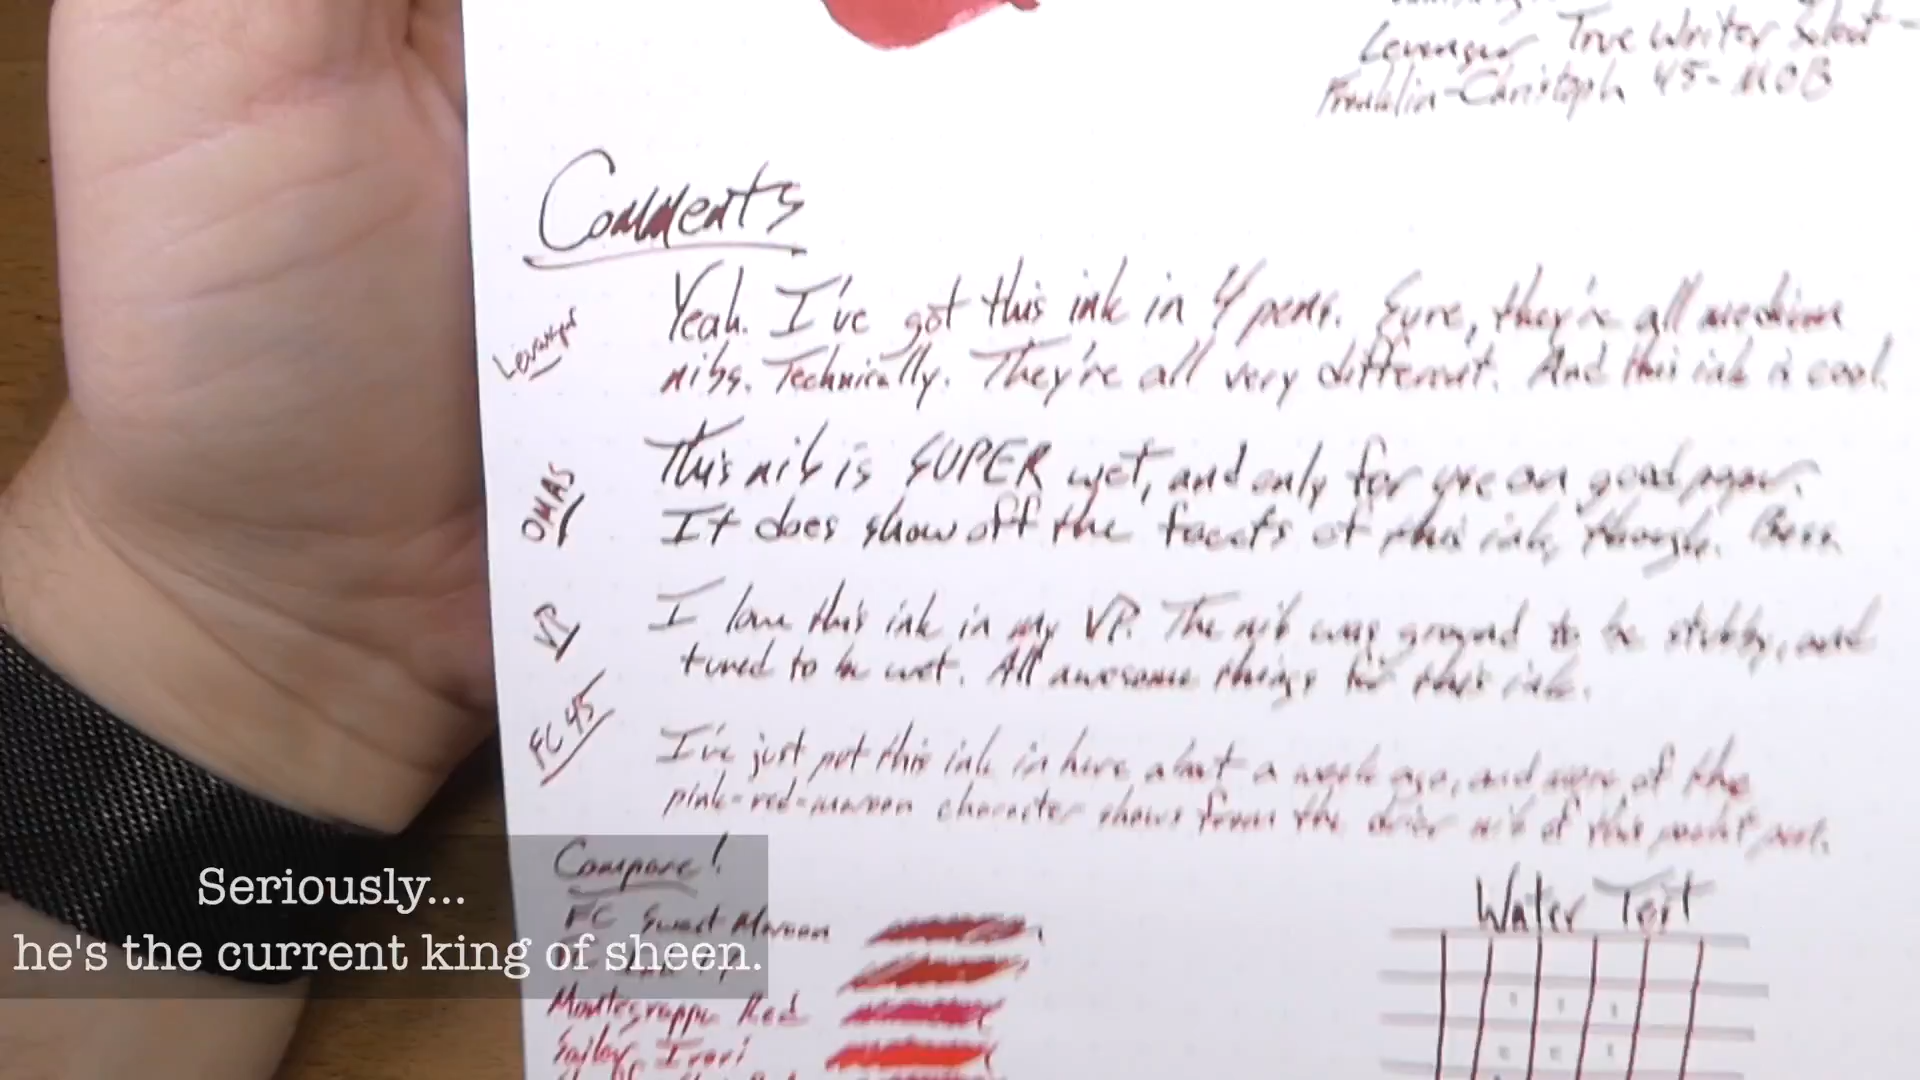 Levenger True Writer Select -
Franklin-Christoph 45 - MOB
Comments
Levenger
Yeah. I've got this ink in 4 pens. Sure, they're all medium
nibs. Technically. They're all very different. And this ink is cool.
OMAS
This nib is SUPER wet, and only for use on good paper.
It does show off the facets of this ink, though.
VP
I love this ink in my VP. The nib was ground to be stubby, and
tuned to be wet. All awesome things for this ink.
FC 45
I've just put this ink in here about a week ago, and more of the
pink-red-maroon character shows from the drier nib of this pocket pen.
Compare!
FC Sweet Maroon
Montegrappa Red
Sailor Irori
Water Test
Seriously...
he's the current king of sheen.